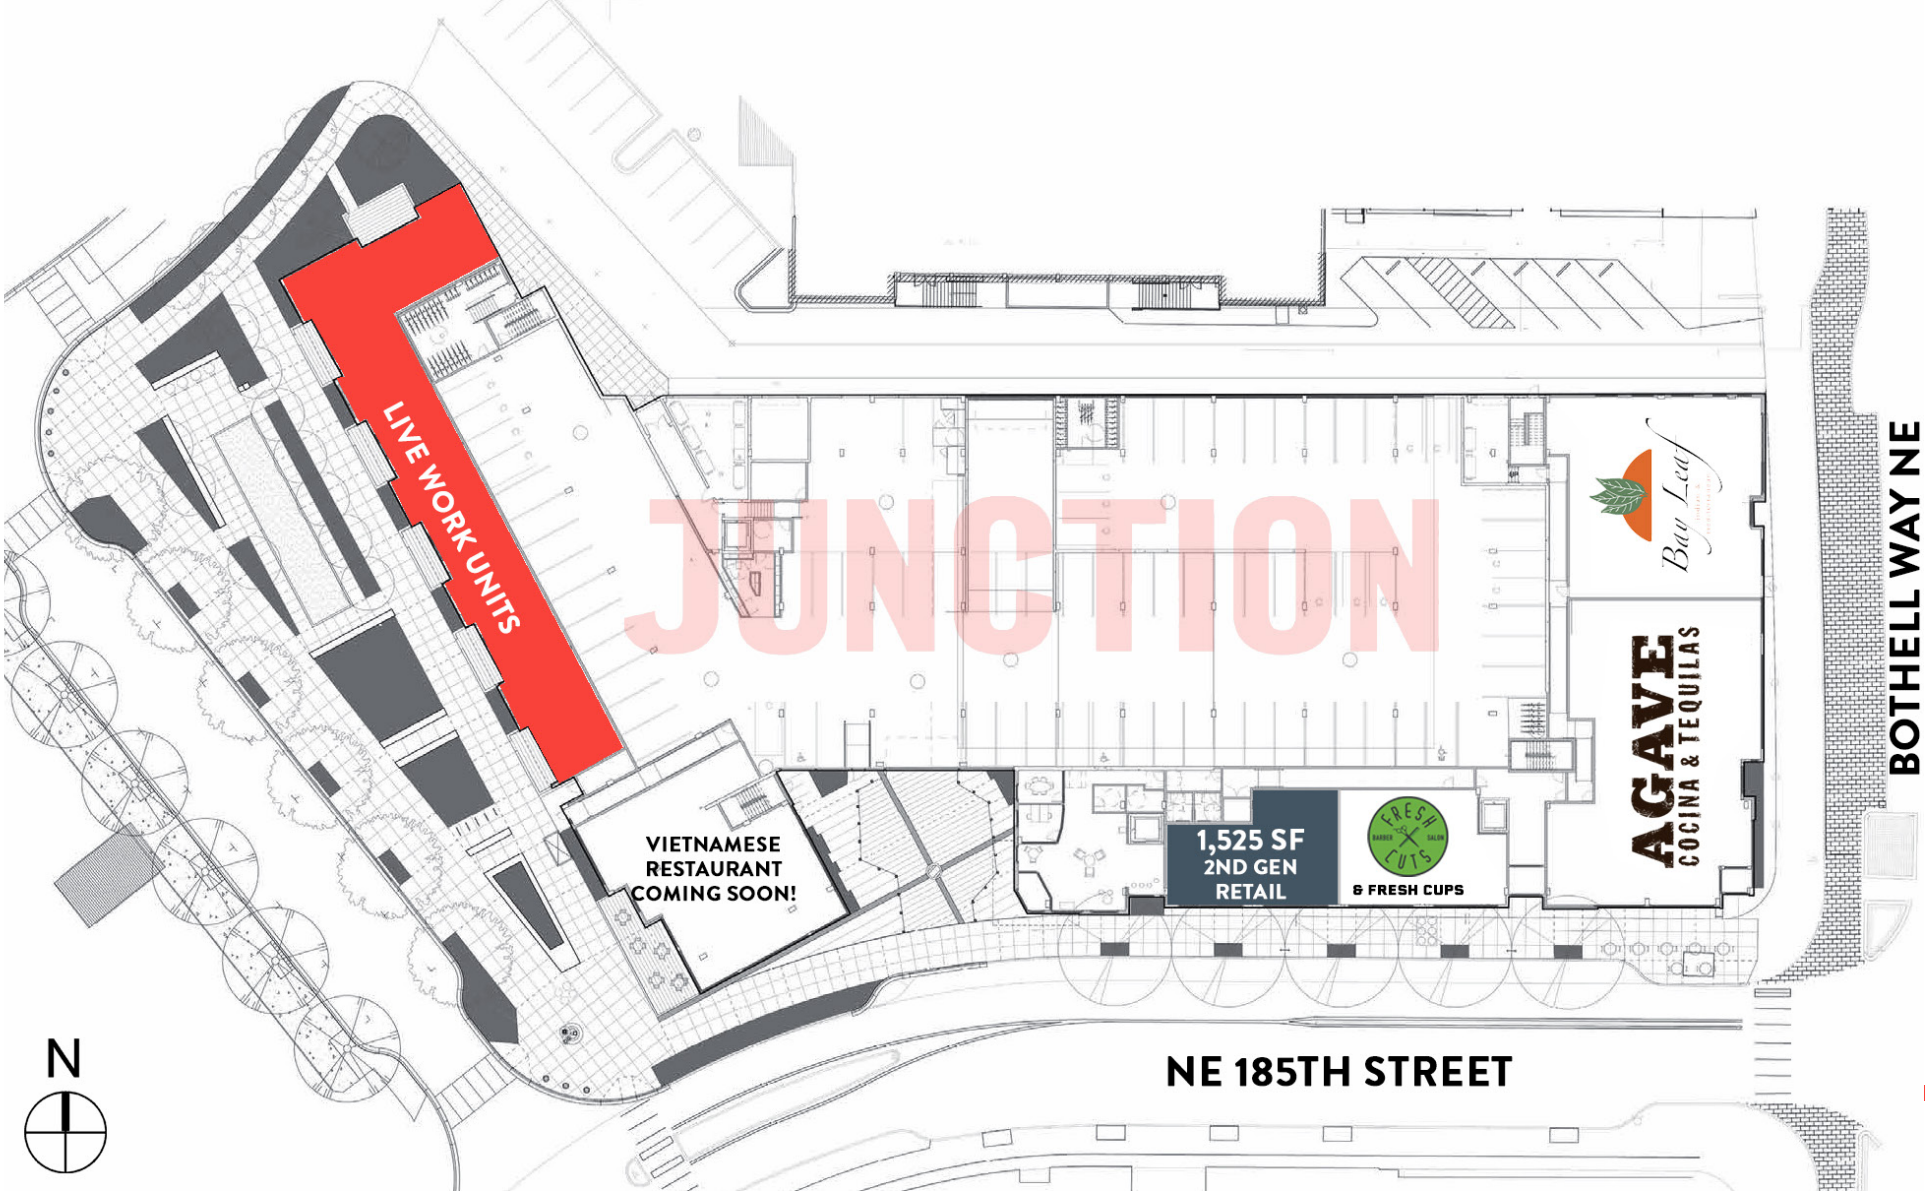 LIVE WORK UNITS
JUNCTION
Bay Leaf
AGAVE
COCINA & TEQUILAS
BOTHELL WAY NE
VIETNAMESE
RESTAURANT
COMING SOON!
1,525 SF
2ND GEN
RETAIL
FRESH
BARBER SALON
CUTS
& FRESH CUPS
NE 185TH STREET
N